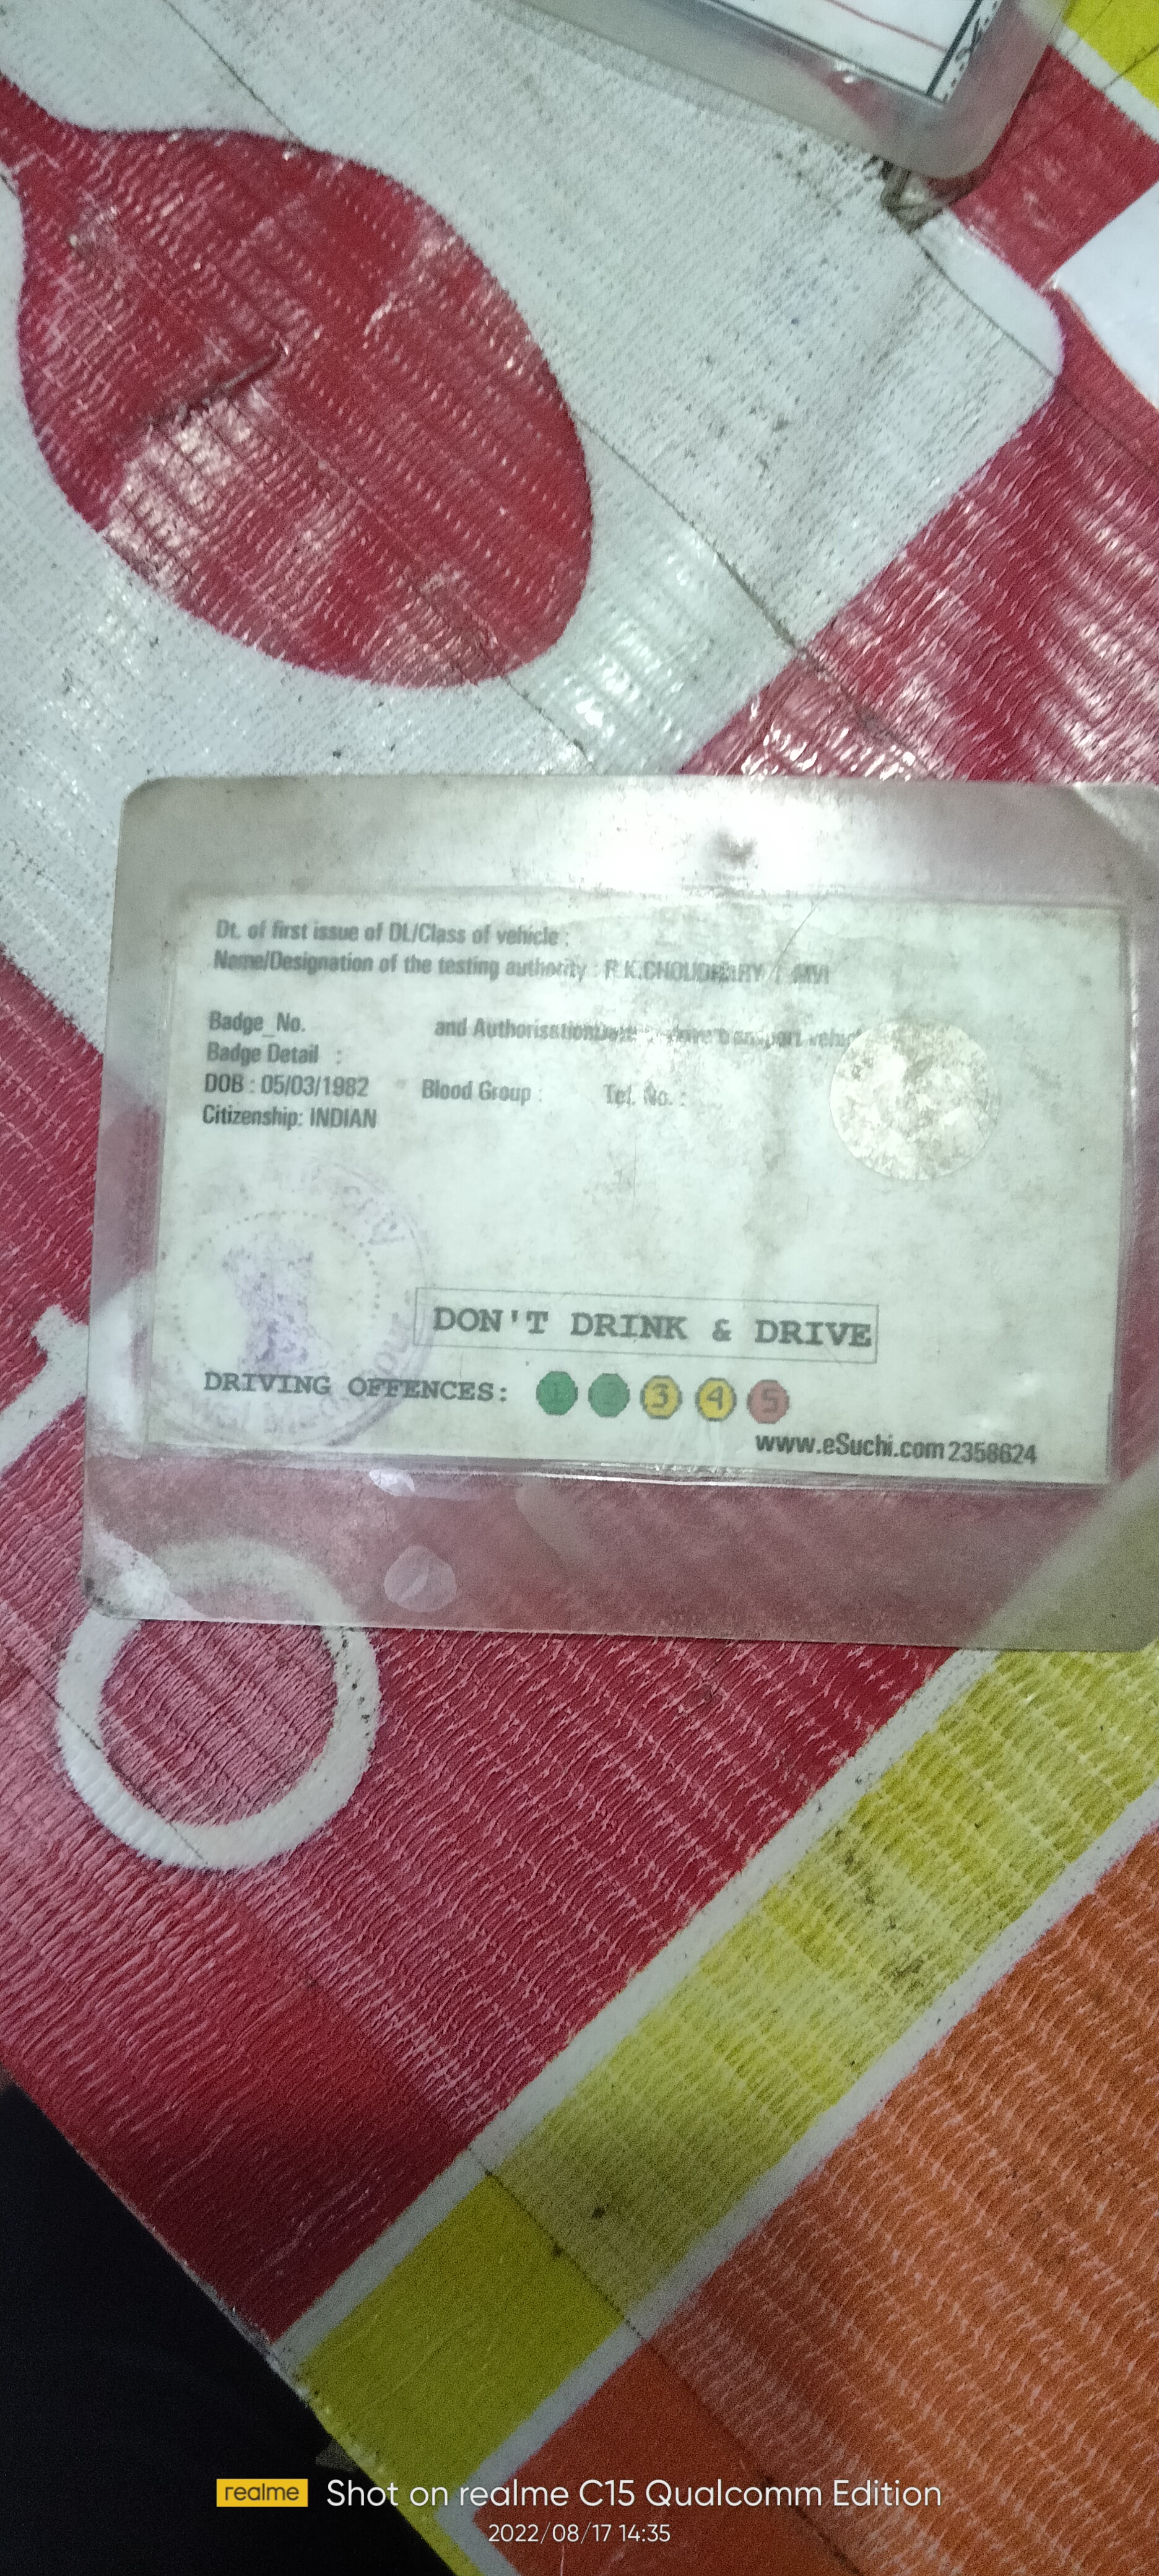 Dt. of first issue of DL/Class of vehicle :
Name/Designation of the testing authority : R.K.CHOUDHARY / MVI
Badge_No. and Authorisation drive transport vehicle
Badge Detail :
DOB : 05/03/1982 Blood Group : Tel. No. :
Citizenship: INDIAN
DON'T DRINK & DRIVE
DRIVING OFFENCES: 1 2 3 4 5
www.eSuchi.com 2358624
realme Shot on realme C15 Qualcomm Edition
2022/08/17 14:35